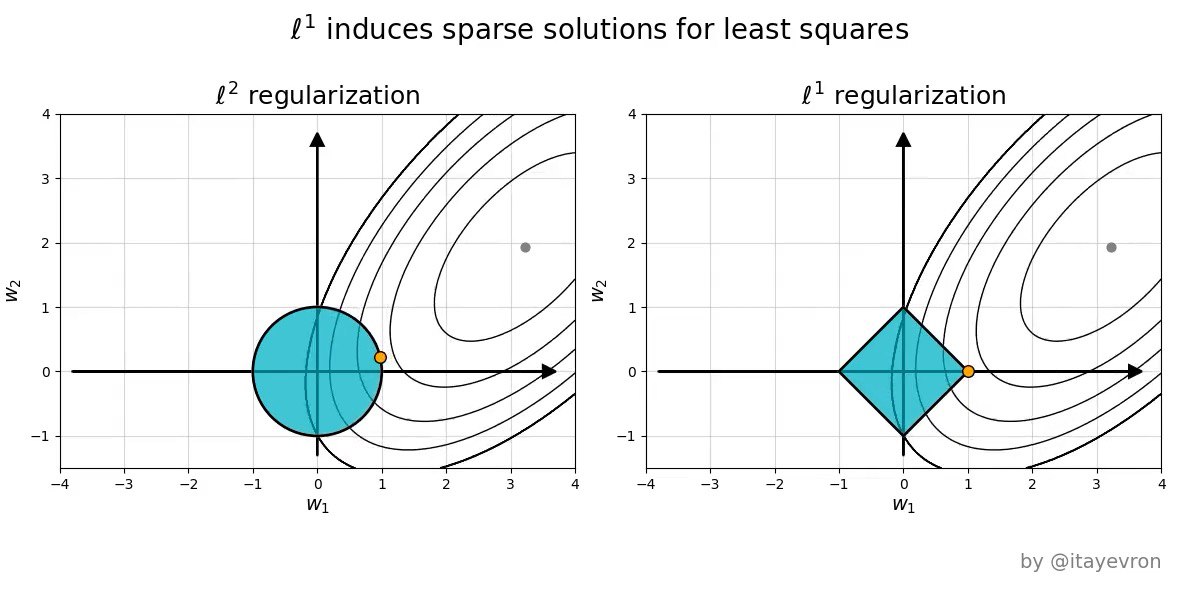 ℓ¹ induces sparse solutions for least squares
ℓ² regularization
4
3
2
1
0
−1
w₂
−4 −3 −2 −1 0 1 2 3 4
w₁
ℓ¹ regularization
4
3
2
1
0
−1
w₂
−4 −3 −2 −1 0 1 2 3 4
w₁
by @itayevron